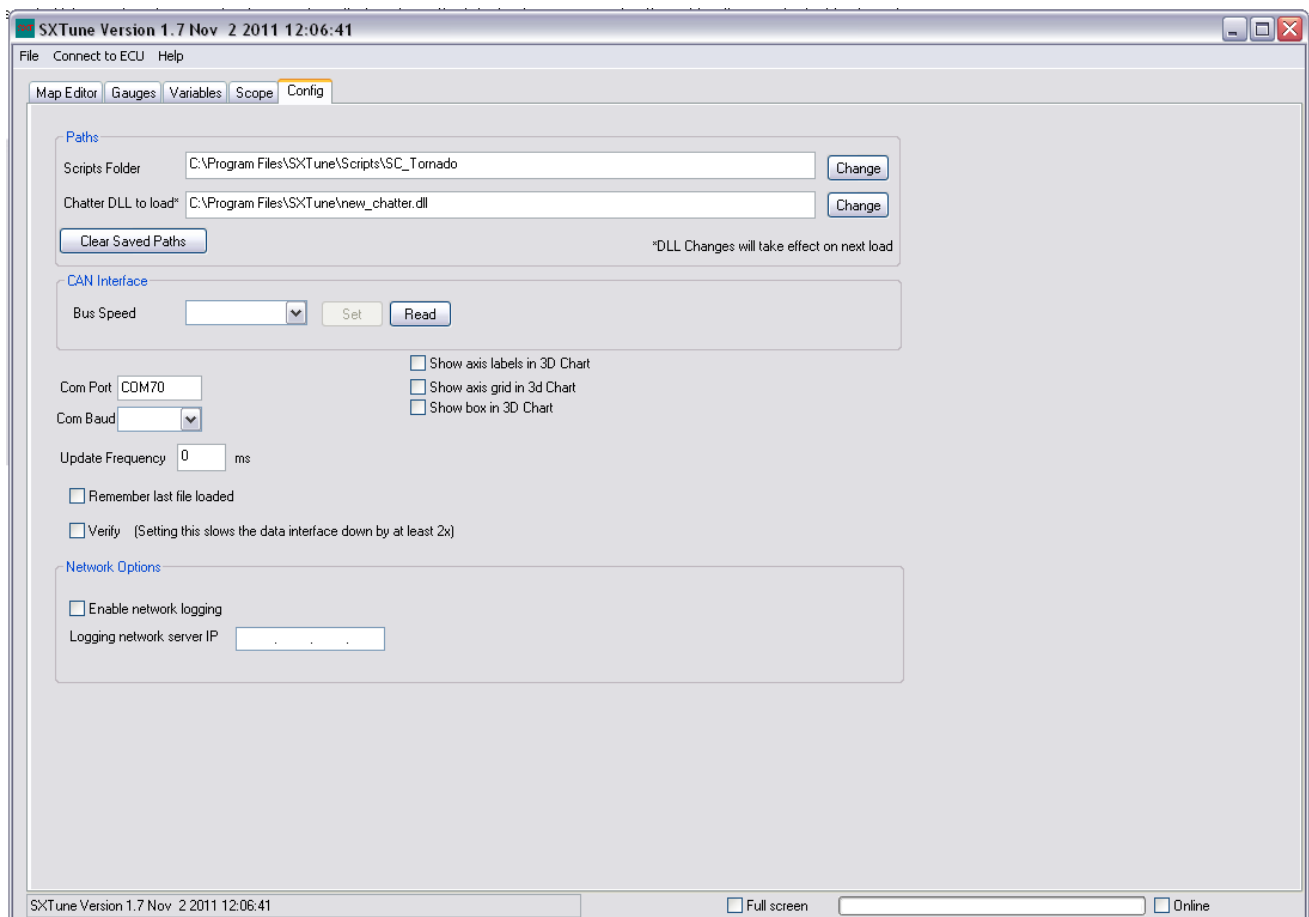 SXTune Version 1.7 Nov  2 2011 12:06:41
File Connect to ECU Help
Map Editor Gauges Variables Scope Config
Paths
Scripts Folder C:\Program Files\SXTune\Scripts\SC_Tornado Change
Chatter DLL to load* C:\Program Files\SXTune\new_chatter.dll Change
Clear Saved Paths *DLL Changes will take effect on next load
CAN Interface
Bus Speed Set Read
Show axis labels in 3D Chart
Com Port COM70 Show axis grid in 3d Chart
Show box in 3D Chart
Com Baud
Update Frequency 0 ms
Remember last file loaded
Verify (Setting this slows the data interface down by at least 2x)
Network Options
Enable network logging
Logging network server IP . . .
SXTune Version 1.7 Nov  2 2011 12:06:41 Full screen Online